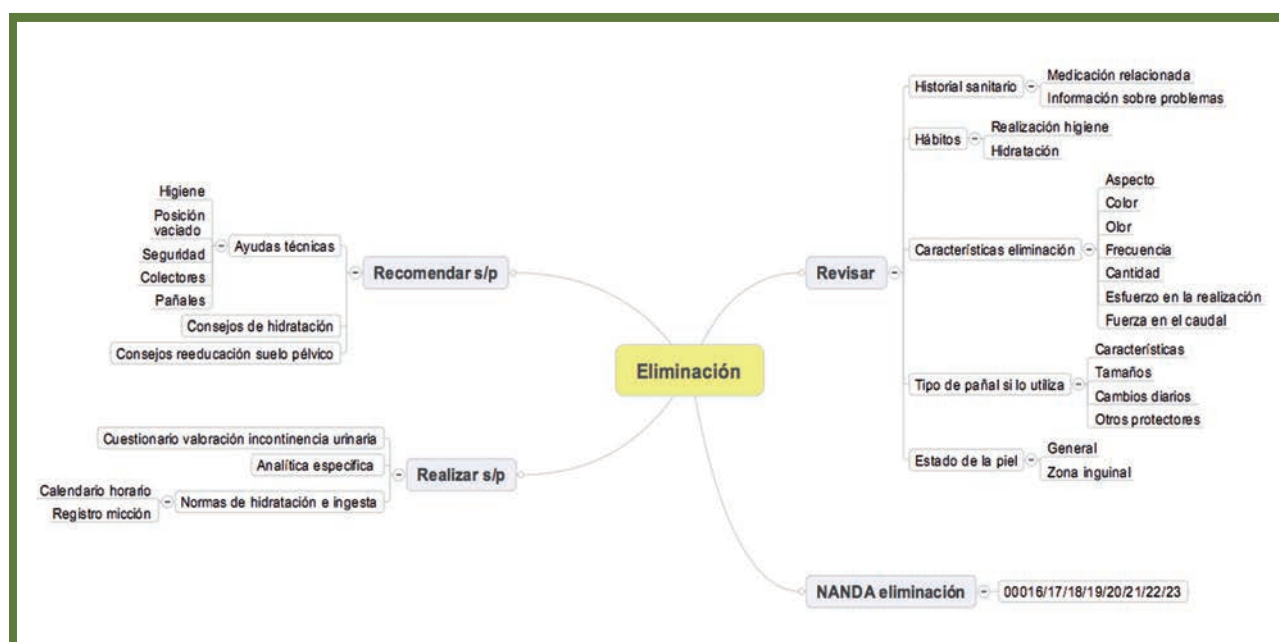 Eliminación
Recomendar s/p
Ayudas técnicas
Higiene
Posición
vaciado
Seguridad
Colectores
Pañales
Consejos de hidratación
Consejos reeducación suelo pélvico
Realizar s/p
Cuestionario valoración incontinencia urinaria
Analítica específica
Normas de hidratación e ingesta
Calendario horario
Registro micción
Revisar
Historial sanitario
Medicación relacionada
Información sobre problemas
Hábitos
Realización higiene
Hidratación
Características eliminación
Aspecto
Color
Olor
Frecuencia
Cantidad
Esfuerzo en la realización
Fuerza en el caudal
Tipo de pañal si lo utiliza
Características
Tamaños
Cambios diarios
Otros protectores
Estado de la piel
General
Zona inguinal
NANDA eliminación
00016/17/18/19/20/21/22/23